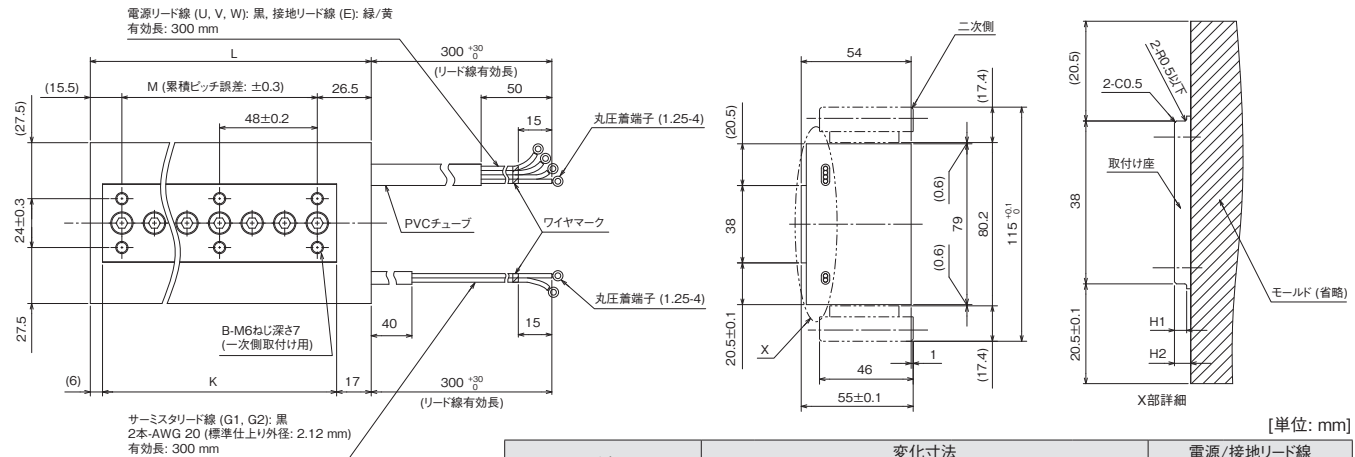 電源リード線 (U, V, W): 黒, 接地リード線 (E): 緑/黄
有効長: 300 mm
L
300 +30 0
(リード線有効長)
(15.5)
M (累積ピッチ誤差: ±0.3)
26.5
50
48±0.2
15
丸圧着端子 (1.25-4)
(27.5)
24±0.3
27.5
PVCチューブ
ワイヤマーク
丸圧着端子 (1.25-4)
40
15
B-M6ねじ深さ7
(一次側取付け用)
(6)
K
17
300 +30 0
(リード線有効長)
サーミスタリード線 (G1, G2): 黒
2本-AWG 20 (標準仕上り外径: 2.12 mm)
有効長: 300 mm
二次側
54
(17.4)
(20.5)
38
(0.6)
79
(0.6)
80.2
115 +0.1 0
20.5±0.1
X
1
46
(17.4)
55±0.1
(20.5)
2-R0.5以下
2-C0.5
取付け座
38
モールド (省略)
H1
H2
20.5±0.1
X部詳細
[単位: mm]
変化寸法
電源/接地リード線